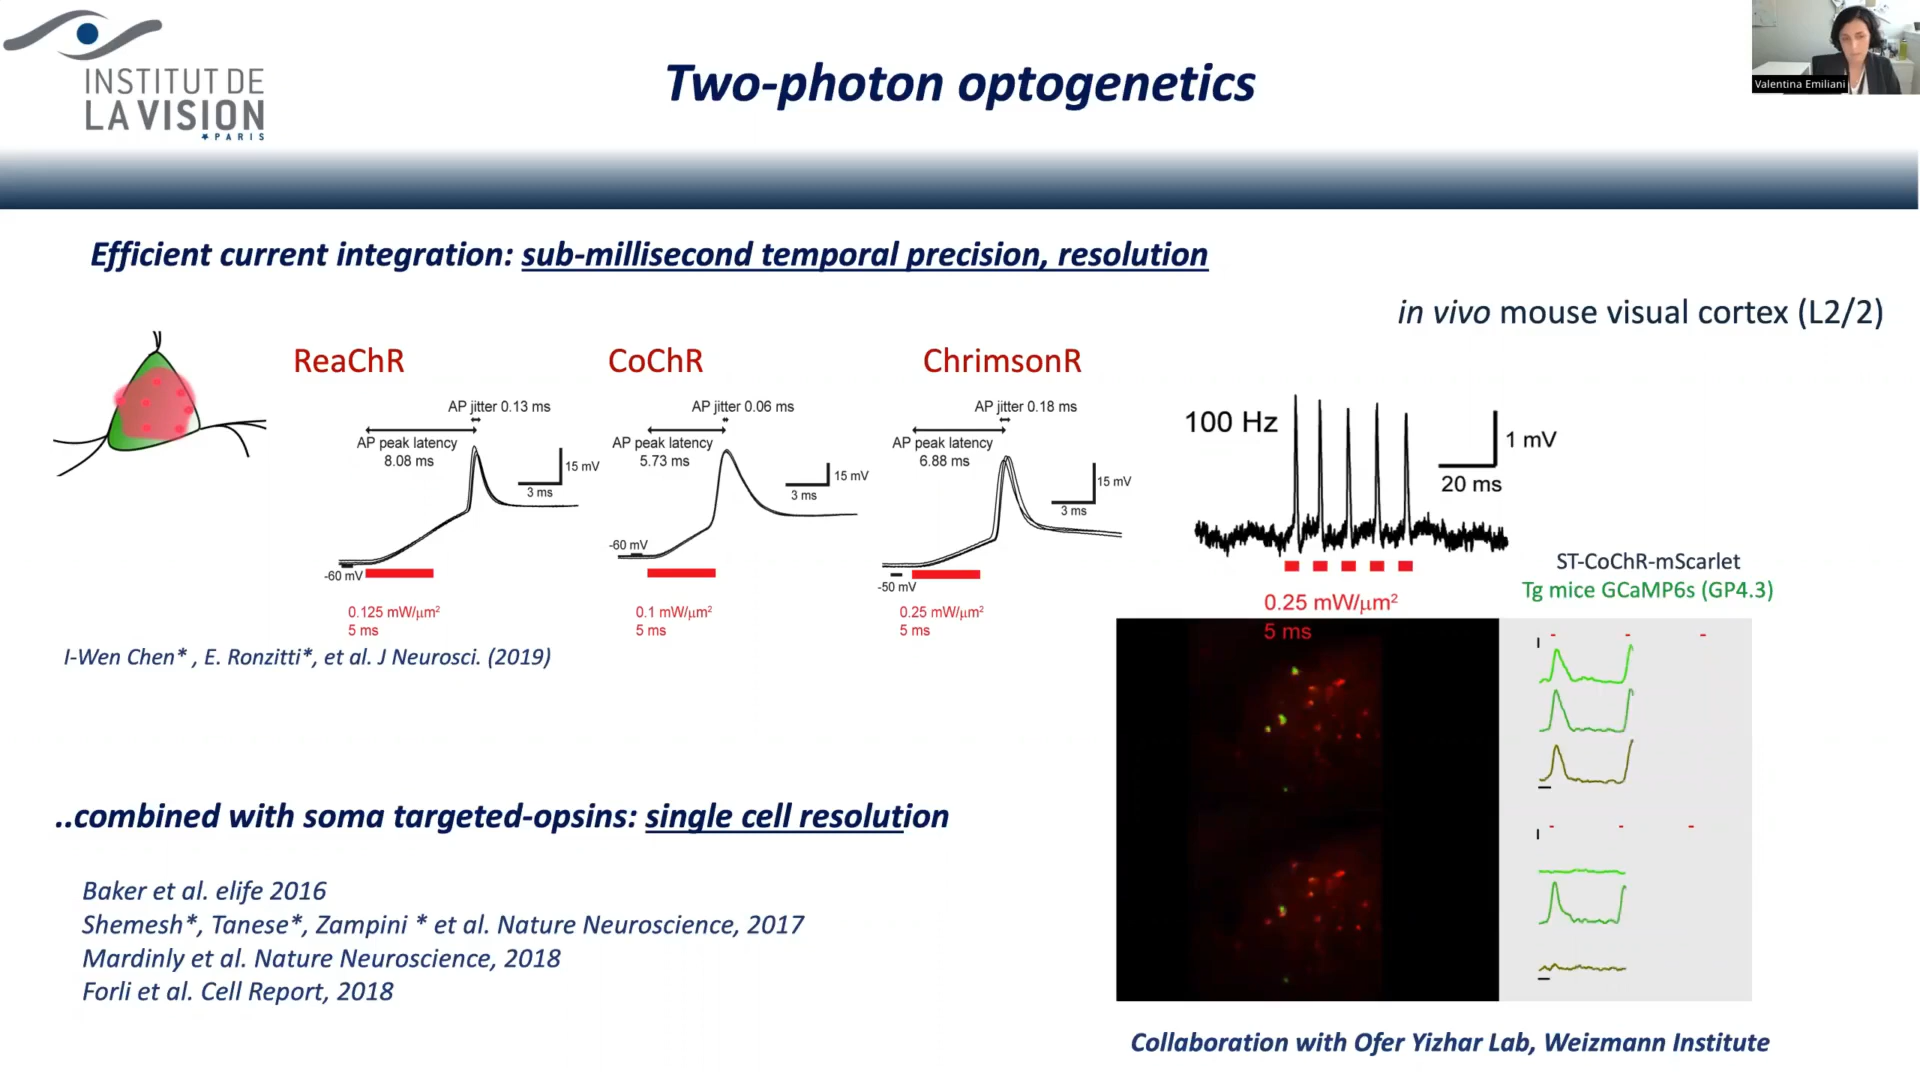 INSTITUT DE
LA VISION
PARIS
Two-photon optogenetics
Valentina Emiliani
Efficient current integration: sub-millisecond temporal precision, resolution
in vivo mouse visual cortex (L2/2)
ReaChR
AP jitter 0.13 ms
AP peak latency
8.08 ms
15 mV
3 ms
-60 mV
0.125 mW/μm²
5 ms
CoChR
AP jitter 0.06 ms
AP peak latency
5.73 ms
15 mV
3 ms
-60 mV
0.1 mW/μm²
5 ms
ChrimsonR
AP jitter 0.18 ms
AP peak latency
6.88 ms
15 mV
3 ms
-50 mV
0.25 mW/μm²
5 ms
100 Hz
1 mV
20 ms
0.25 mW/μm²
5 ms
ST-CoChR-mScarlet
Tg mice GCaMP6s (GP4.3)
I-Wen Chen* , E. Ronzitti*, et al. J Neurosci. (2019)
..combined with soma targeted-opsins: single cell resolution
Baker et al. elife 2016
Shemesh*, Tanese*, Zampini * et al. Nature Neuroscience, 2017
Mardinly et al. Nature Neuroscience, 2018
Forli et al. Cell Report, 2018
Collaboration with Ofer Yizhar Lab, Weizmann Institute